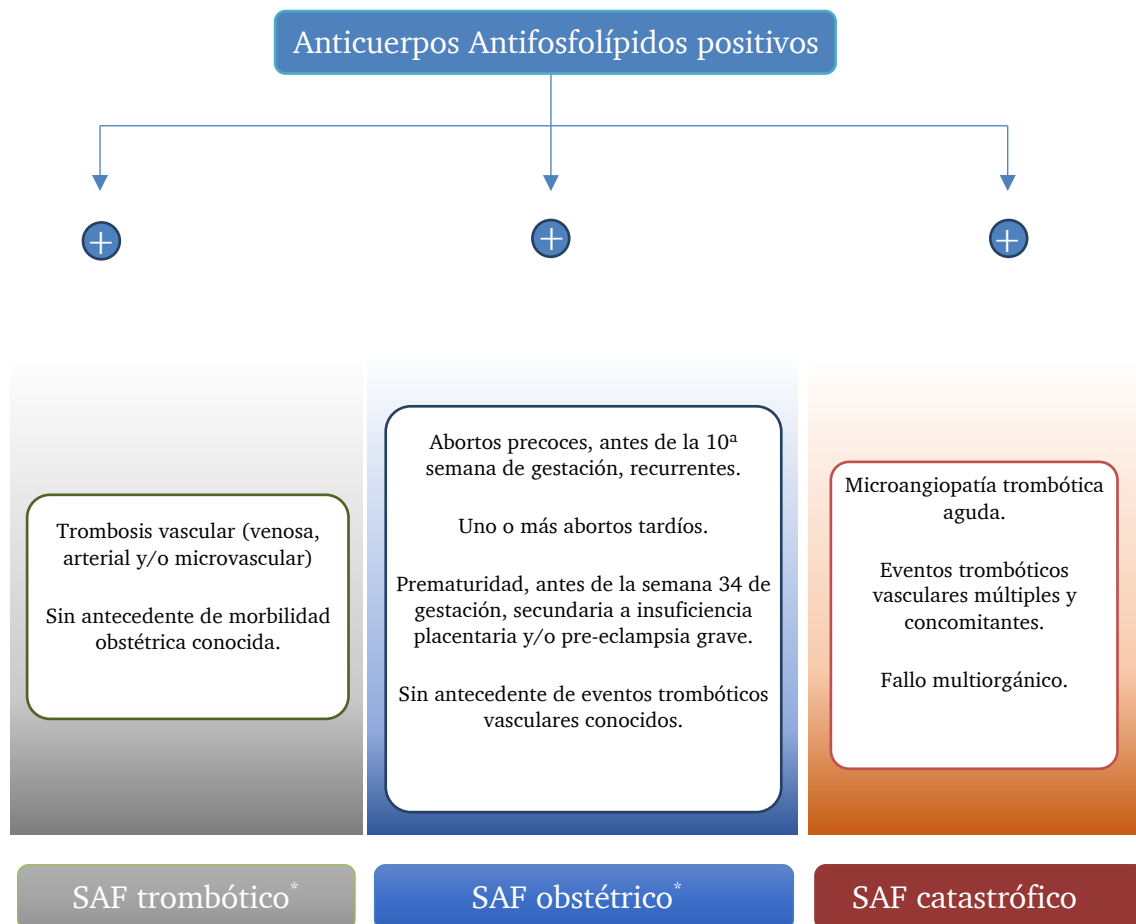 Anticuerpos Antifosfolípidos positivos
+
+
+
Trombosis vascular (venosa,
arterial y/o microvascular)
Sin antecedente de morbilidad
obstétrica conocida.
Abortos precoces, antes de la 10ª
semana de gestación, recurrentes.
Uno o más abortos tardíos.
Prematuridad, antes de la semana 34 de
gestación, secundaria a insuficiencia
placentaria y/o pre-eclampsia grave.
Sin antecedente de eventos trombóticos
vasculares conocidos.
Microangiopatía trombótica
aguda.
Eventos trombóticos
vasculares múltiples y
concomitantes.
Fallo multiorgánico.
SAF trombótico*
SAF obstétrico*
SAF catastrófico